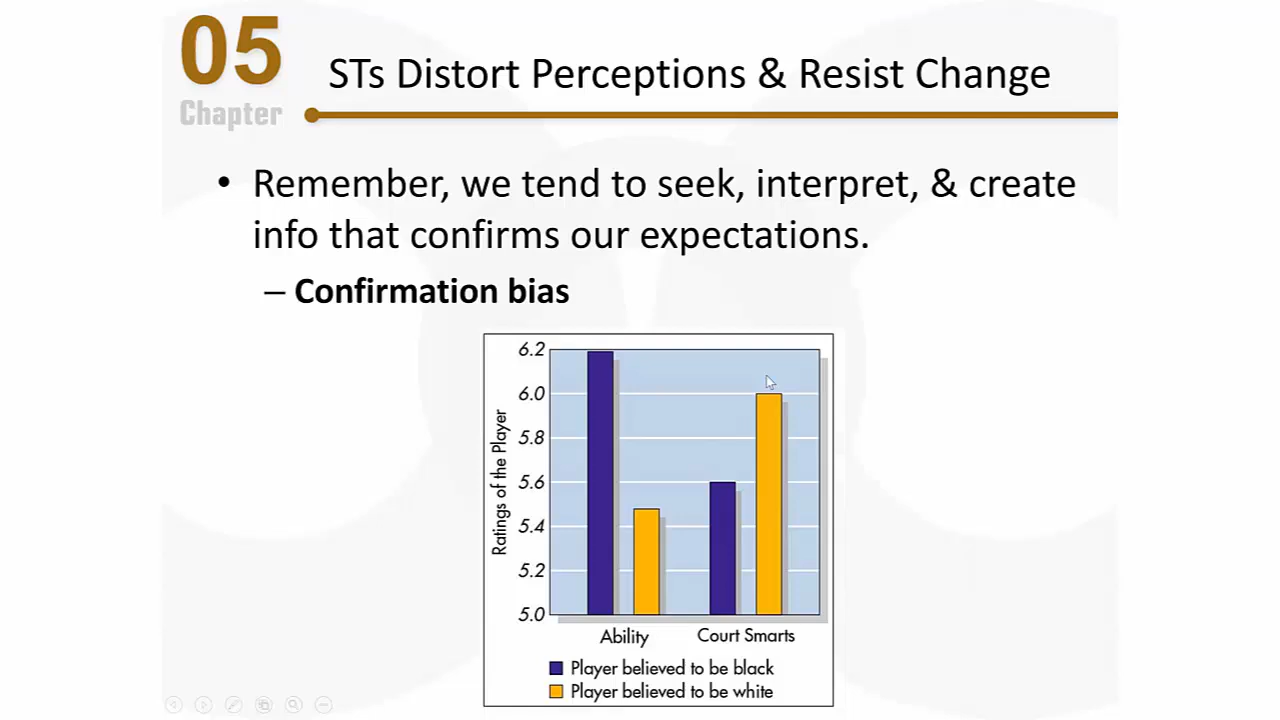 05
Chapter
STs Distort Perceptions & Resist Change
• Remember, we tend to seek, interpret, & create
info that confirms our expectations.
– Confirmation bias
Ratings of the Player
6.2
6.0
5.8
5.6
5.4
5.2
5.0
Ability
Court Smarts
Player believed to be black
Player believed to be white